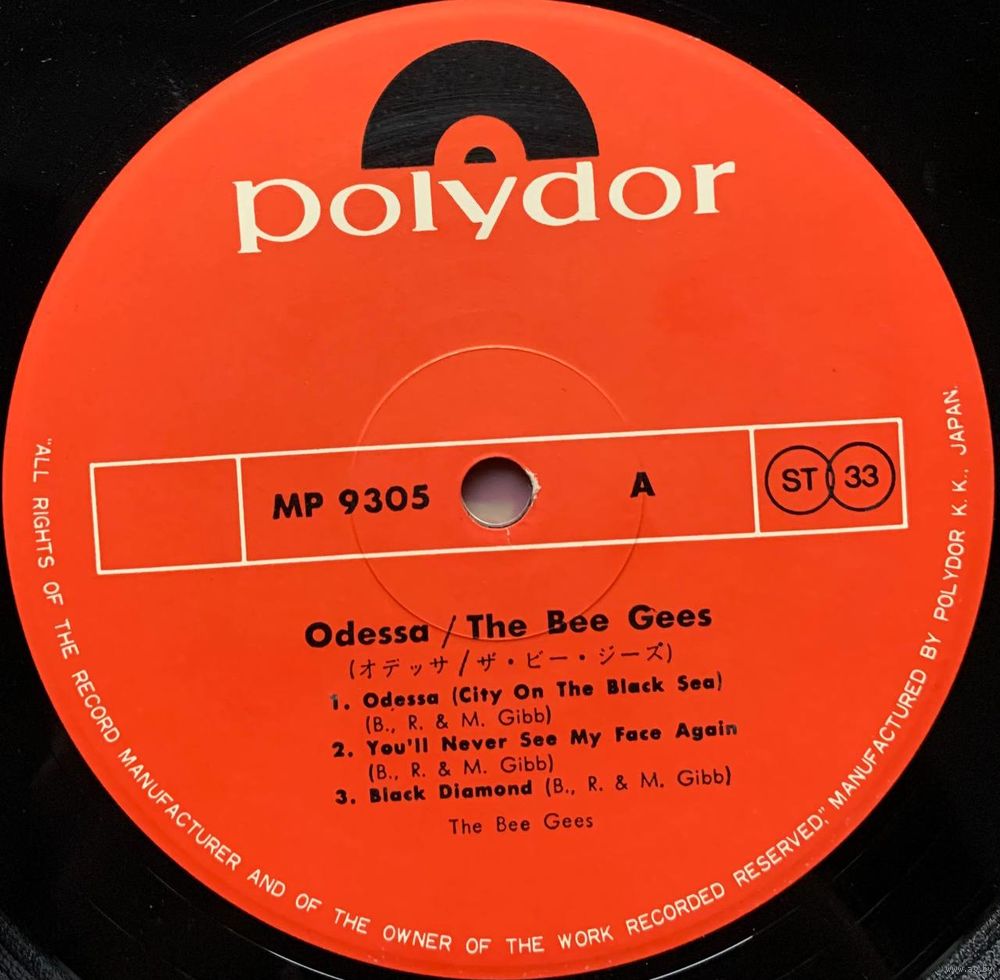 polydor
MP 9305 A ST 33
Odessa / The Bee Gees
(オデッサ / ザ・ビー・ジーズ)
1. Odessa (City On The Black Sea)
(B., R. & M. Gibb)
2. You'll Never See My Face Again
(B., R. & M. Gibb)
3. Black Diamond (B., R. & M. Gibb)
The Bee Gees
"ALL RIGHTS OF THE RECORD MANUFACTURER AND OF THE OWNER OF THE WORK RECORDED RESERVED," MANUFACTURED BY POLYDOR K. K., JAPAN.